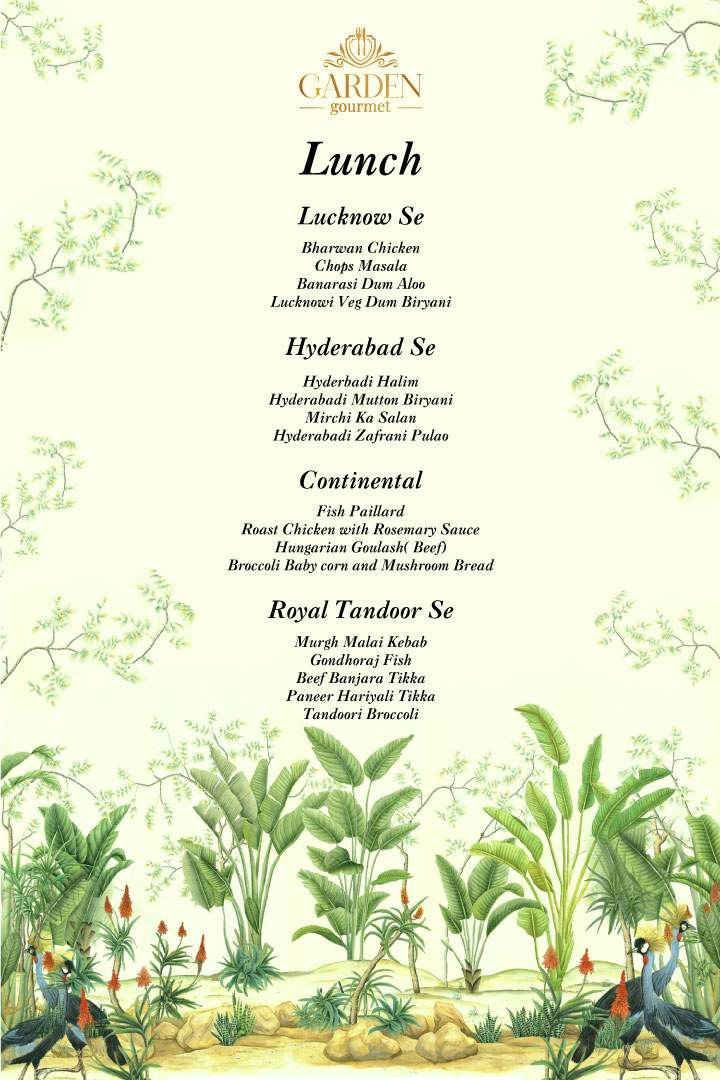 GARDEN
gourmet
Lunch
Lucknow Se
Bharwan Chicken
Chops Masala
Banarasi Dum Aloo
Lucknowi Veg Dum Biryani
Hyderabad Se
Hyderbadi Halim
Hyderabadi Mutton Biryani
Mirchi Ka Salan
Hyderabadi Zafrani Pulao
Continental
Fish Paillard
Roast Chicken with Rosemary Sauce
Hungarian Goulash( Beef)
Broccoli Baby corn and Mushroom Bread
Royal Tandoor Se
Murgh Malai Kebab
Gondhoraj Fish
Beef Banjara Tikka
Paneer Hariyali Tikka
Tandoori Broccoli